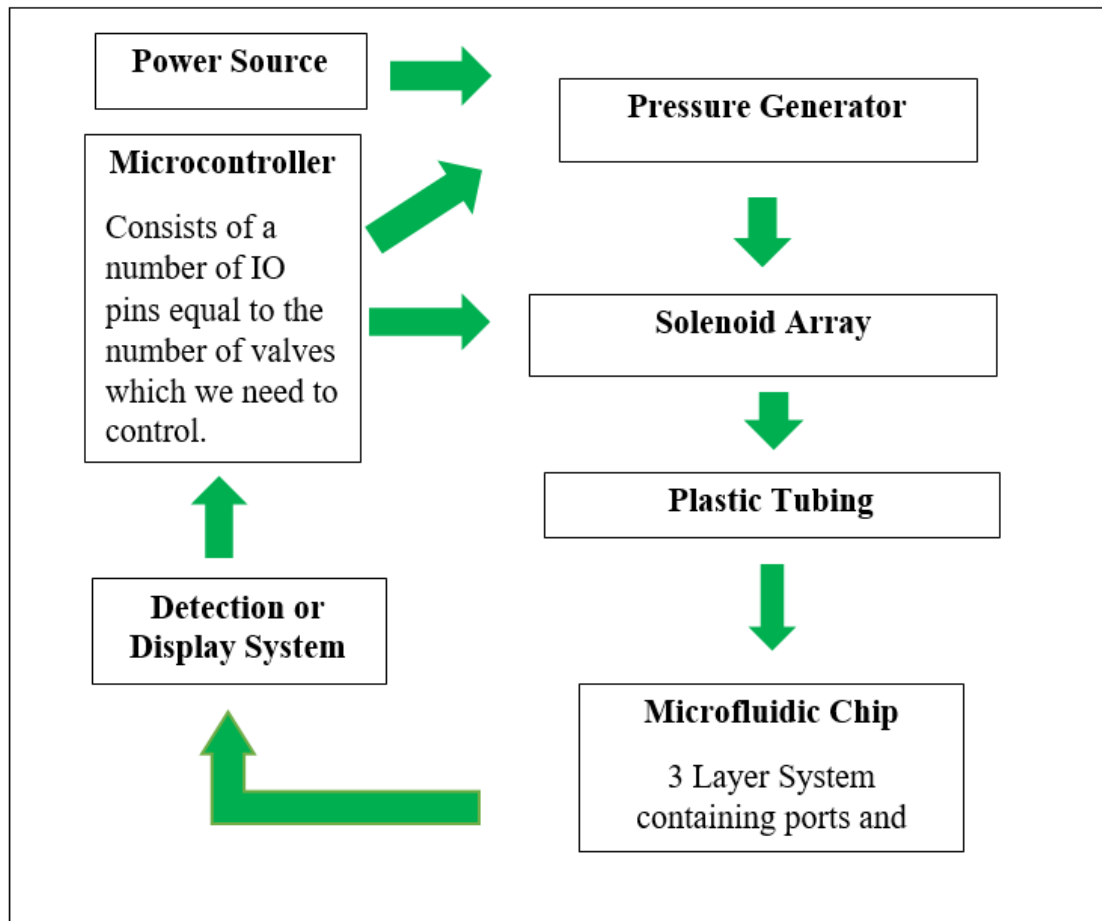 Power Source
Pressure Generator
Microcontroller
Consists of a
number of IO
pins equal to the
number of valves
which we need to
control.
Solenoid Array
Plastic Tubing
Detection or
Display System
Microfluidic Chip
3 Layer System
containing ports and